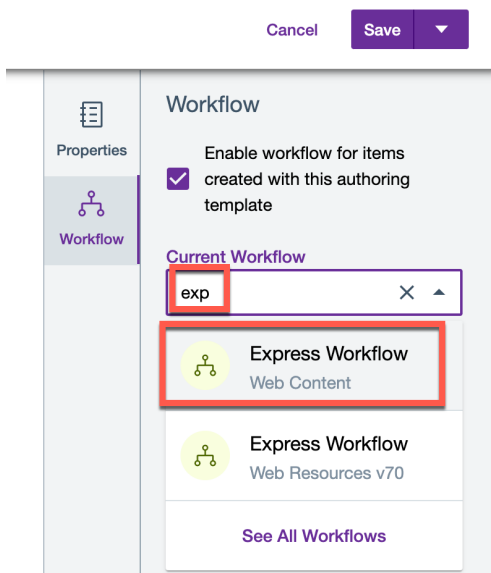 Cancel
Save
Workflow
Properties
Enable workflow for items
created with this authoring
template
Workflow
Current Workflow
exp
Express Workflow
Web Content
Express Workflow
Web Resources v70
See All Workflows